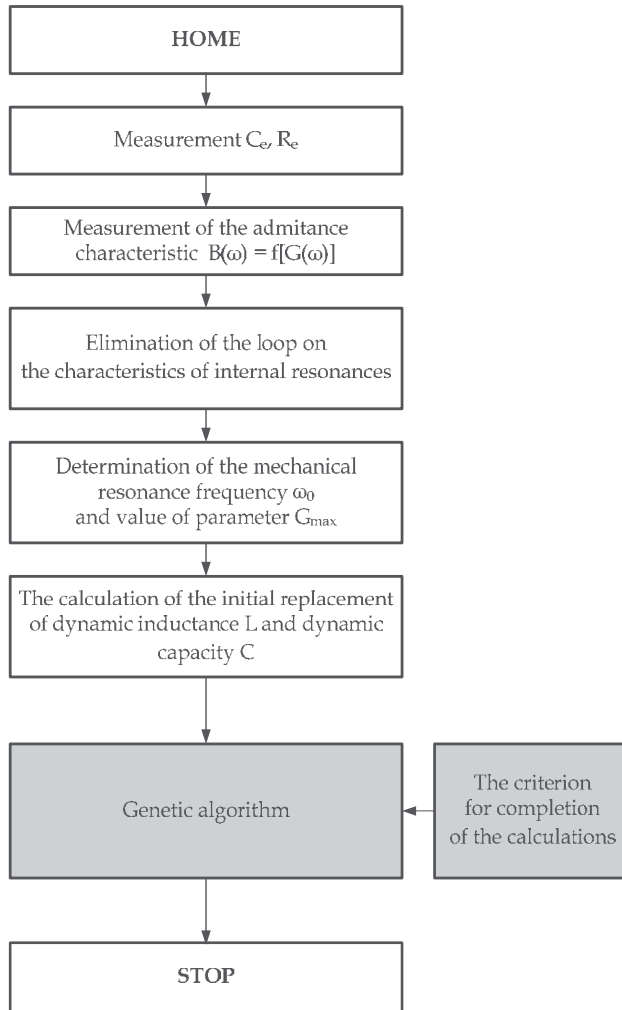 HOME
Measurement Cₑ, Rₑ
Measurement of the admitance
characteristic B(ω) = f[G(ω)]
Elimination of the loop on
the characteristics of internal resonances
Determination of the mechanical
resonance frequency ω₀
and value of parameter Gₘₐₓ
The calculation of the initial replacement
of dynamic inductance L and dynamic
capacity C
Genetic algorithm
The criterion
for completion
of the calculations
STOP